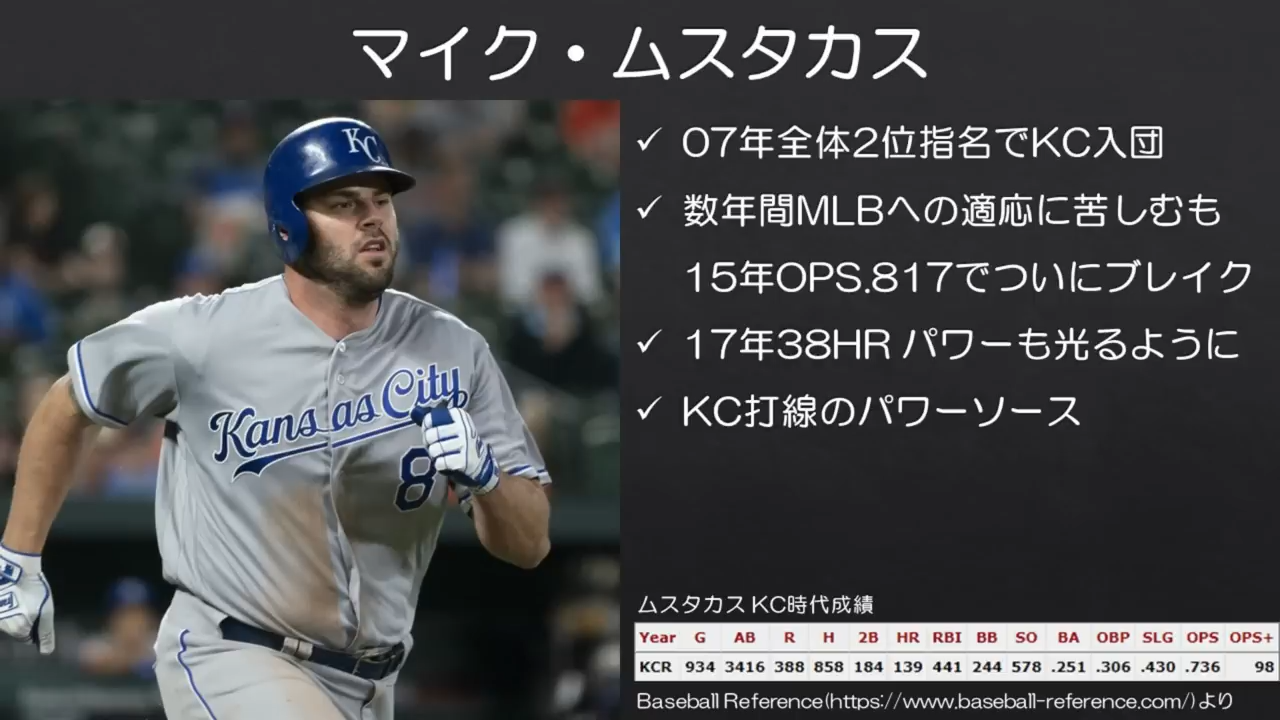 マイク・ムスタカス
KC
Kansas City
8
✓ 07年全体2位指名でKC入団
✓ 数年間MLBへの適応に苦しむも
15年OPS.817でついにブレイク
✓ 17年38HR パワーも光るように
✓ KC打線のパワーソース
ムスタカス KC時代成績
Year G AB R H 2B HR RBI BB SO BA OBP SLG OPS OPS+
KCR 934 3416 388 858 184 139 441 244 578 .251 .306 .430 .736 98
Baseball Reference(https://www.baseball-reference.com/)より